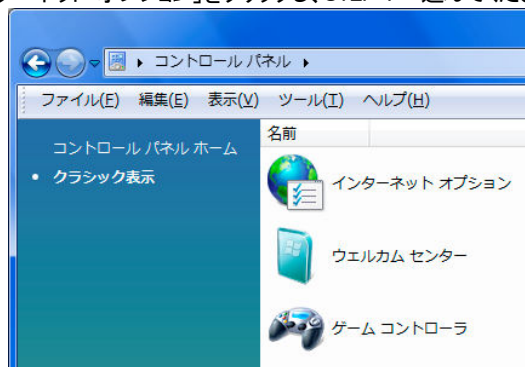 コントロール パネル
ファイル(F) 編集(E) 表示(V) ツール(T) ヘルプ(H)
コントロール パネル ホーム
クラシック表示
名前
インターネット オプション
ウェルカム センター
ゲーム コントローラ